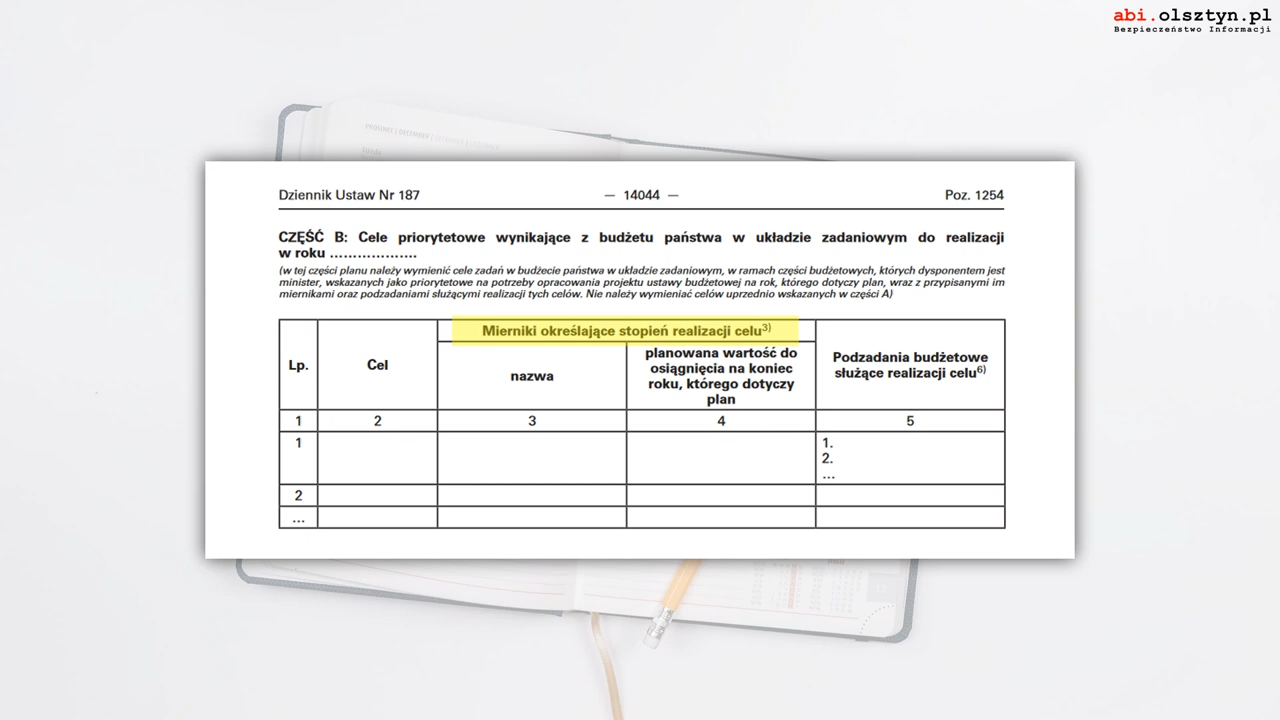 abi.olsztyn.pl
Bezpieczeństwo Informacji
Dziennik Ustaw Nr 187 — 14044 — Poz. 1254
CZĘŚĆ B: Cele priorytetowe wynikające z budżetu państwa w układzie zadaniowym do realizacji
w roku ……………….
(w tej części planu należy wymienić cele zadań w budżecie państwa w układzie zadaniowym, w ramach części budżetowych, których dysponentem jest
minister, wskazanych jako priorytetowe na potrzeby opracowania projektu ustawy budżetowej na rok, którego dotyczy plan, wraz z przypisanymi im
miernikami oraz podzadaniami służącymi realizacji tych celów. Nie należy wymieniać celów uprzednio wskazanych w części A)
Lp.
Cel
Mierniki określające stopień realizacji celu3)
nazwa
planowana wartość do
osiągnięcia na koniec
roku, którego dotyczy
plan
Podzadania budżetowe
służące realizacji celu6)
1 2 3 4 5
1 1.
2.
…
2
…